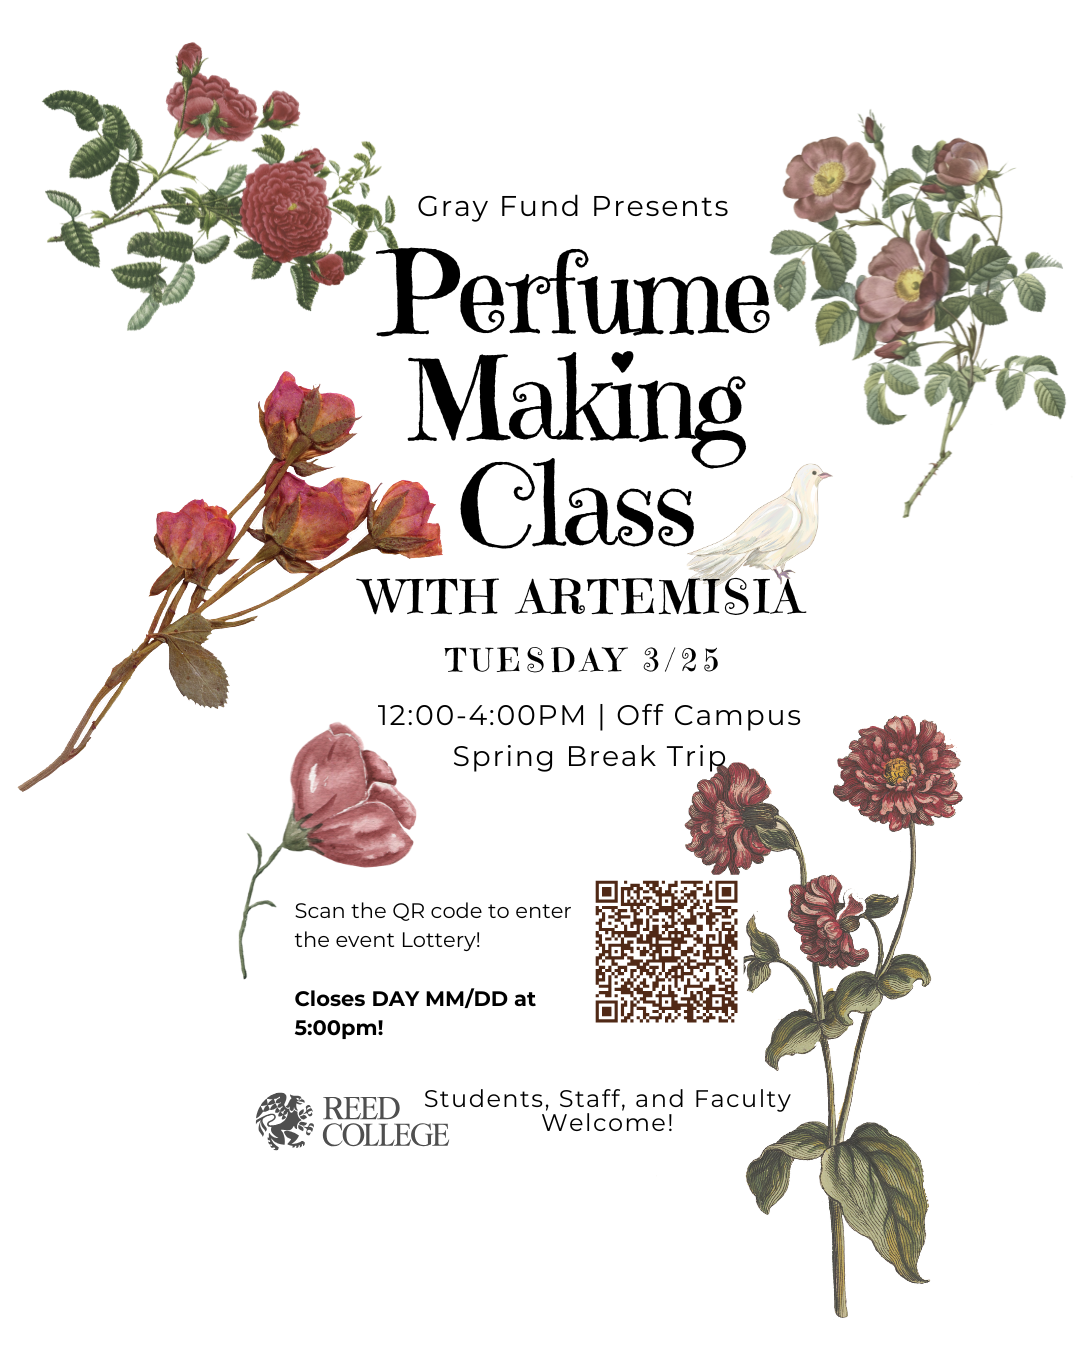 Gray Fund Presents
Perfume
Making
Class
WITH ARTEMISIA
TUESDAY 3/25
12:00-4:00PM | Off Campus
Spring Break Trip
Scan the QR code to enter
the event Lottery!
Closes DAY MM/DD at
5:00pm!
REED
COLLEGE
Students, Staff, and Faculty
Welcome!